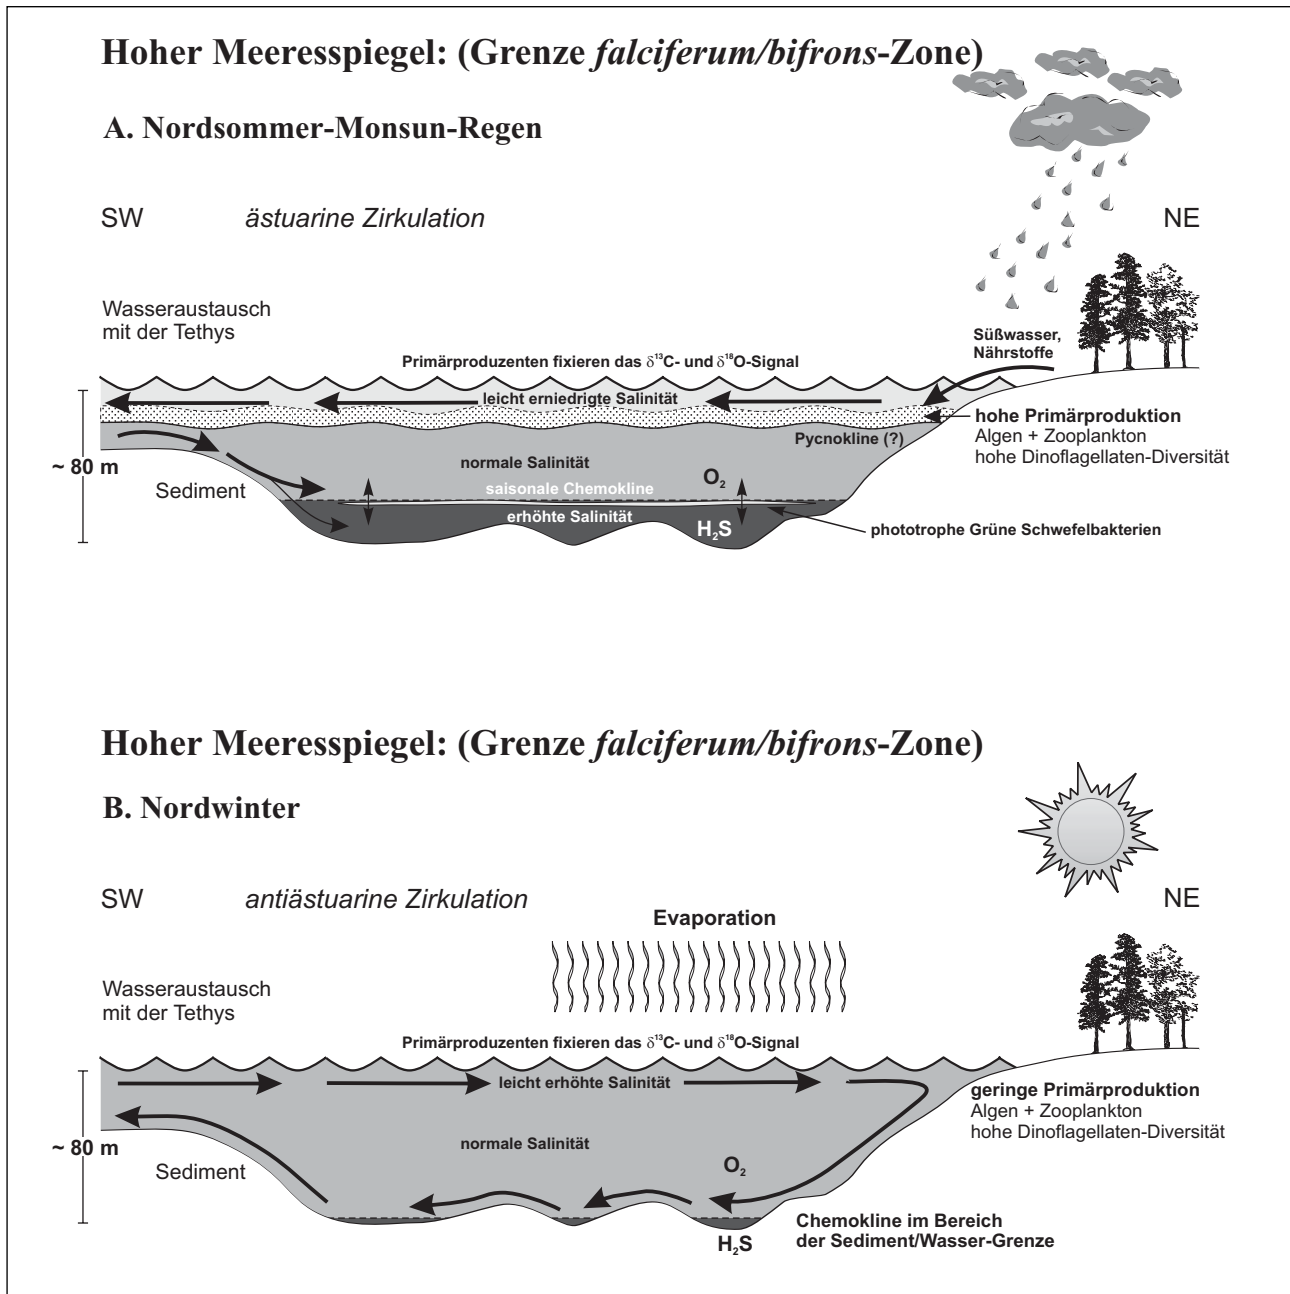 Hoher Meeresspiegel: (Grenze falciferum/bifrons-Zone)
A. Nordsommer-Monsun-Regen
SW
ästuarine Zirkulation
NE
Wasseraustausch
mit der Tethys
Süßwasser,
Nährstoffe
Primärproduzenten fixieren das δ¹³C- und δ¹⁸O-Signal
leicht erniedrigte Salinität
hohe Primärproduktion
Algen + Zooplankton
hohe Dinoflagellaten-Diversität
Pycnokline (?)
~ 80 m
normale Salinität
Sediment
O₂
saisonale Chemokline
erhöhte Salinität
H₂S
phototrophe Grüne Schwefelbakterien
Hoher Meeresspiegel: (Grenze falciferum/bifrons-Zone)
B. Nordwinter
SW
antiästuarine Zirkulation
NE
Evaporation
Wasseraustausch
mit der Tethys
Primärproduzenten fixieren das δ¹³C- und δ¹⁸O-Signal
leicht erhöhte Salinität
geringe Primärproduktion
Algen + Zooplankton
hohe Dinoflagellaten-Diversität
~ 80 m
normale Salinität
Sediment
O₂
Chemokline im Bereich
der Sediment/Wasser-Grenze
H₂S